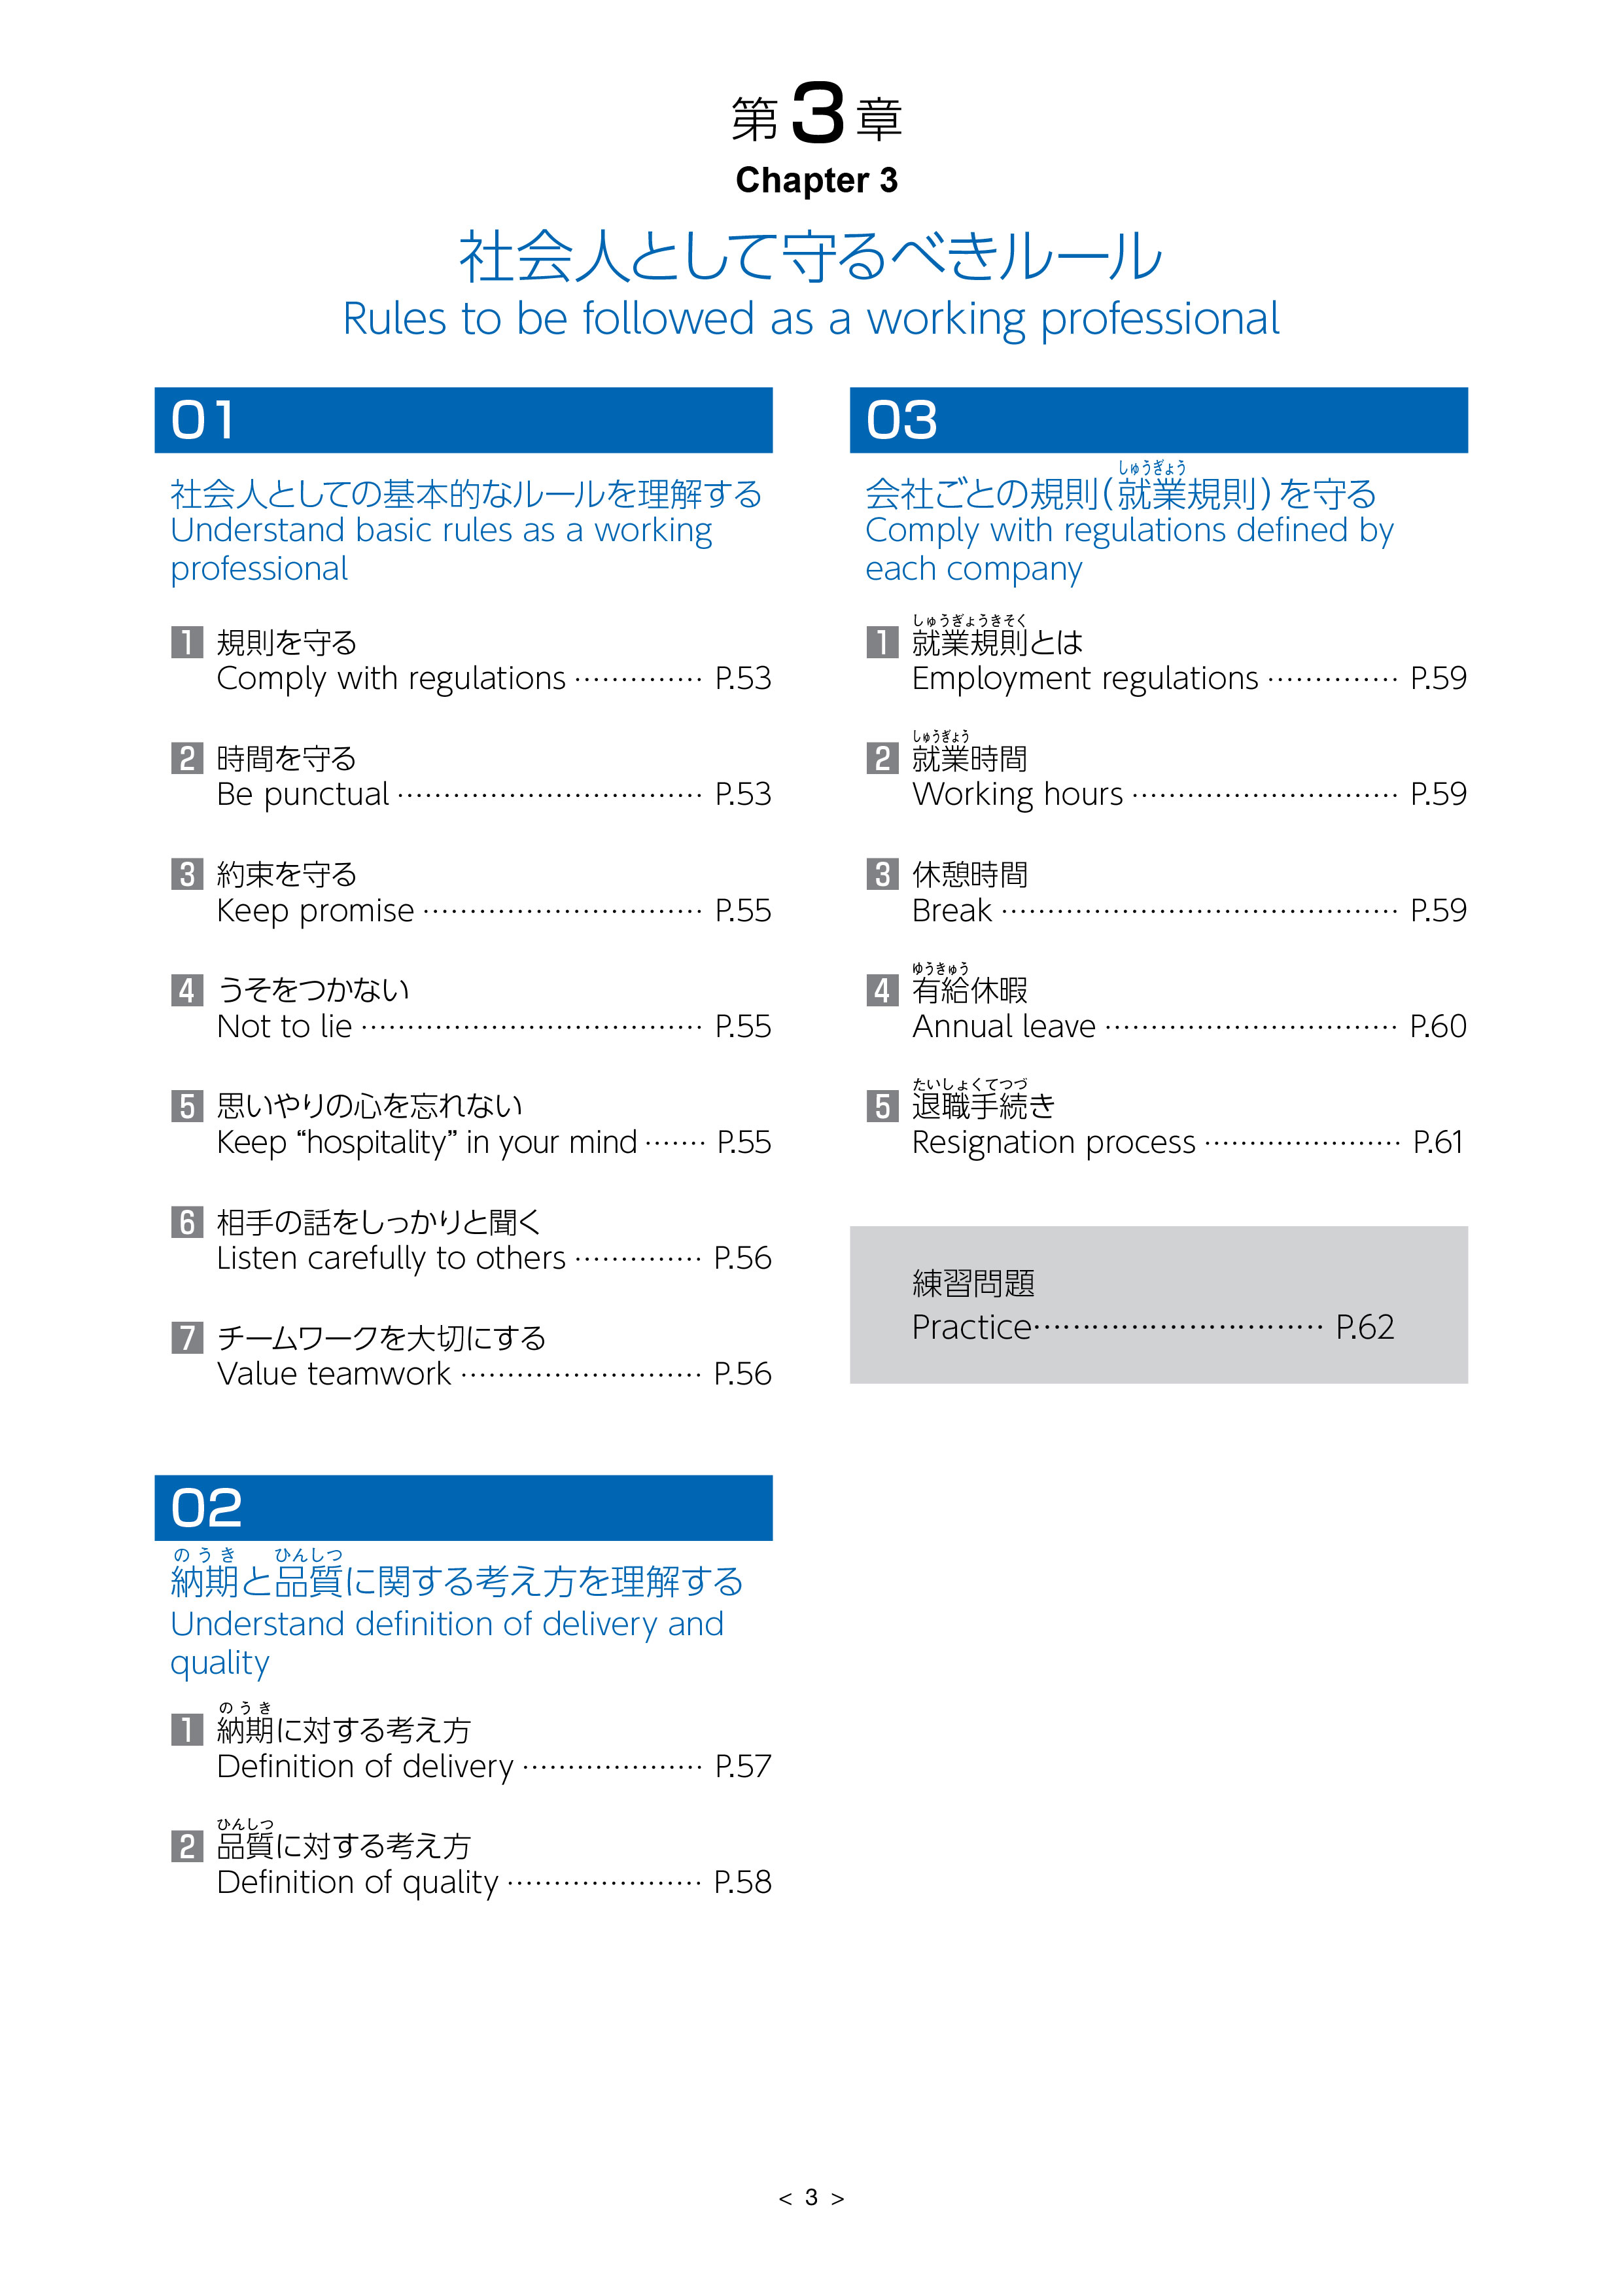 第3章
Chapter 3
社会人として守るべきルール
Rules to be followed as a working professional
01
社会人としての基本的なルールを理解する
Understand basic rules as a working
professional
1 規則を守る
Comply with regulations …………… P.53
2 時間を守る
Be punctual …………………………… P.53
3 約束を守る
Keep promise ………………………… P.55
4 うそをつかない
Not to lie ……………………………… P.55
5 思いやりの心を忘れない
Keep “hospitality” in your mind ……· P.55
6 相手の話をしっかりと聞く
Listen carefully to others …………… P.56
7 チームワークを大切にする
Value teamwork ……………………… P.56
02
のうき ひんしつ
納期と品質に関する考え方を理解する
Understand definition of delivery and
quality
のうき
1 納期に対する考え方
Definition of delivery ………………… P.57
ひんしつ
2 品質に対する考え方
Definition of quality ………………… P.58
03
しゅうぎょう
会社ごとの規則(就業規則)を守る
Comply with regulations defined by
each company
しゅうぎょうきそく
1 就業規則とは
Employment regulations …………… P.59
しゅうぎょう
2 就業時間
Working hours ………………………… P.59
3 休憩時間
Break …………………………………… P.59
ゆうきゅう
4 有給休暇
Annual leave ………………………… P.60
たいしょくてつづ
5 退職手続き
Resignation process ………………… P.61
練習問題
Practice…………………………… P.62
< 3 >